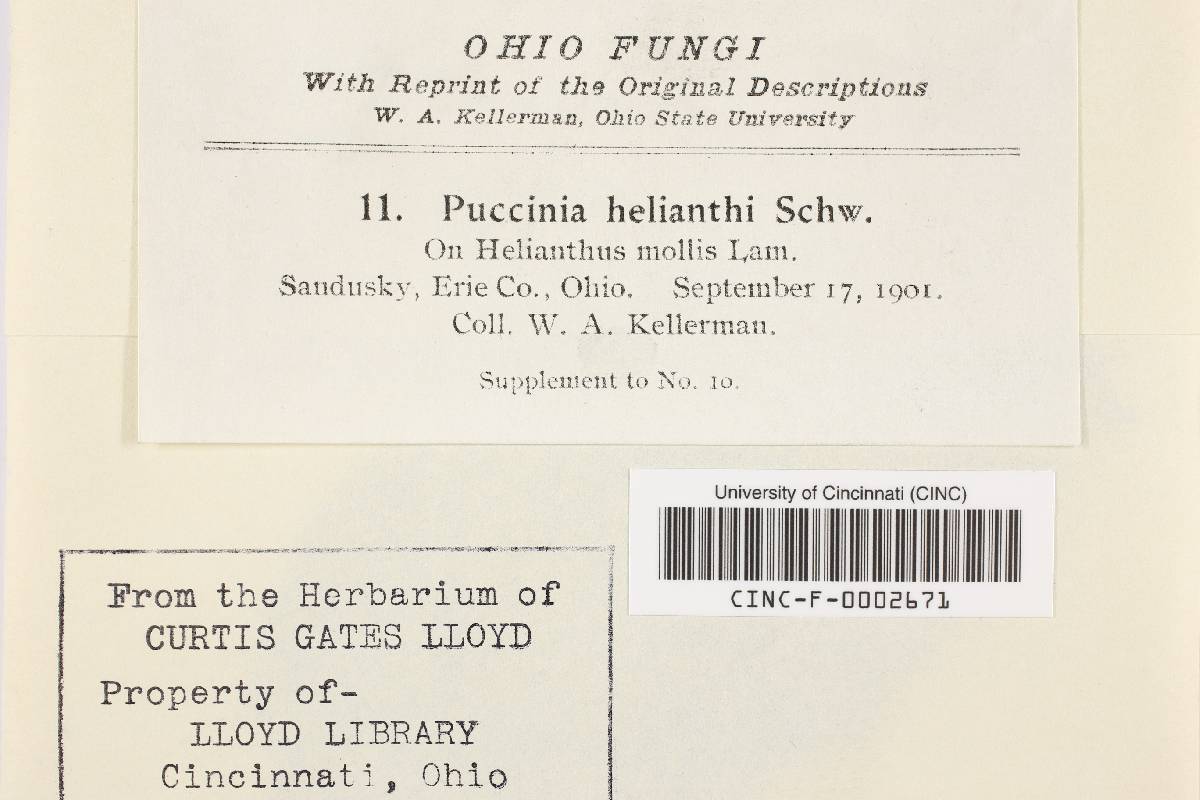 OHIO FUNGI
With Reprint of the Original Descriptions
W. A. Kellerman, Ohio State University
11. Puccinia helianthi Schw.
On Helianthus mollis Lam.
Sandusky, Erie Co., Ohio. September 17, 1901.
Coll. W. A. Kellerman.
Supplement to No. 10.
University of Cincinnati (CINC)
CINC-F-0002671
From the Herbarium of
CURTIS GATES LLOYD
Property of-
LLOYD LIBRARY
Cincinnati, Ohio